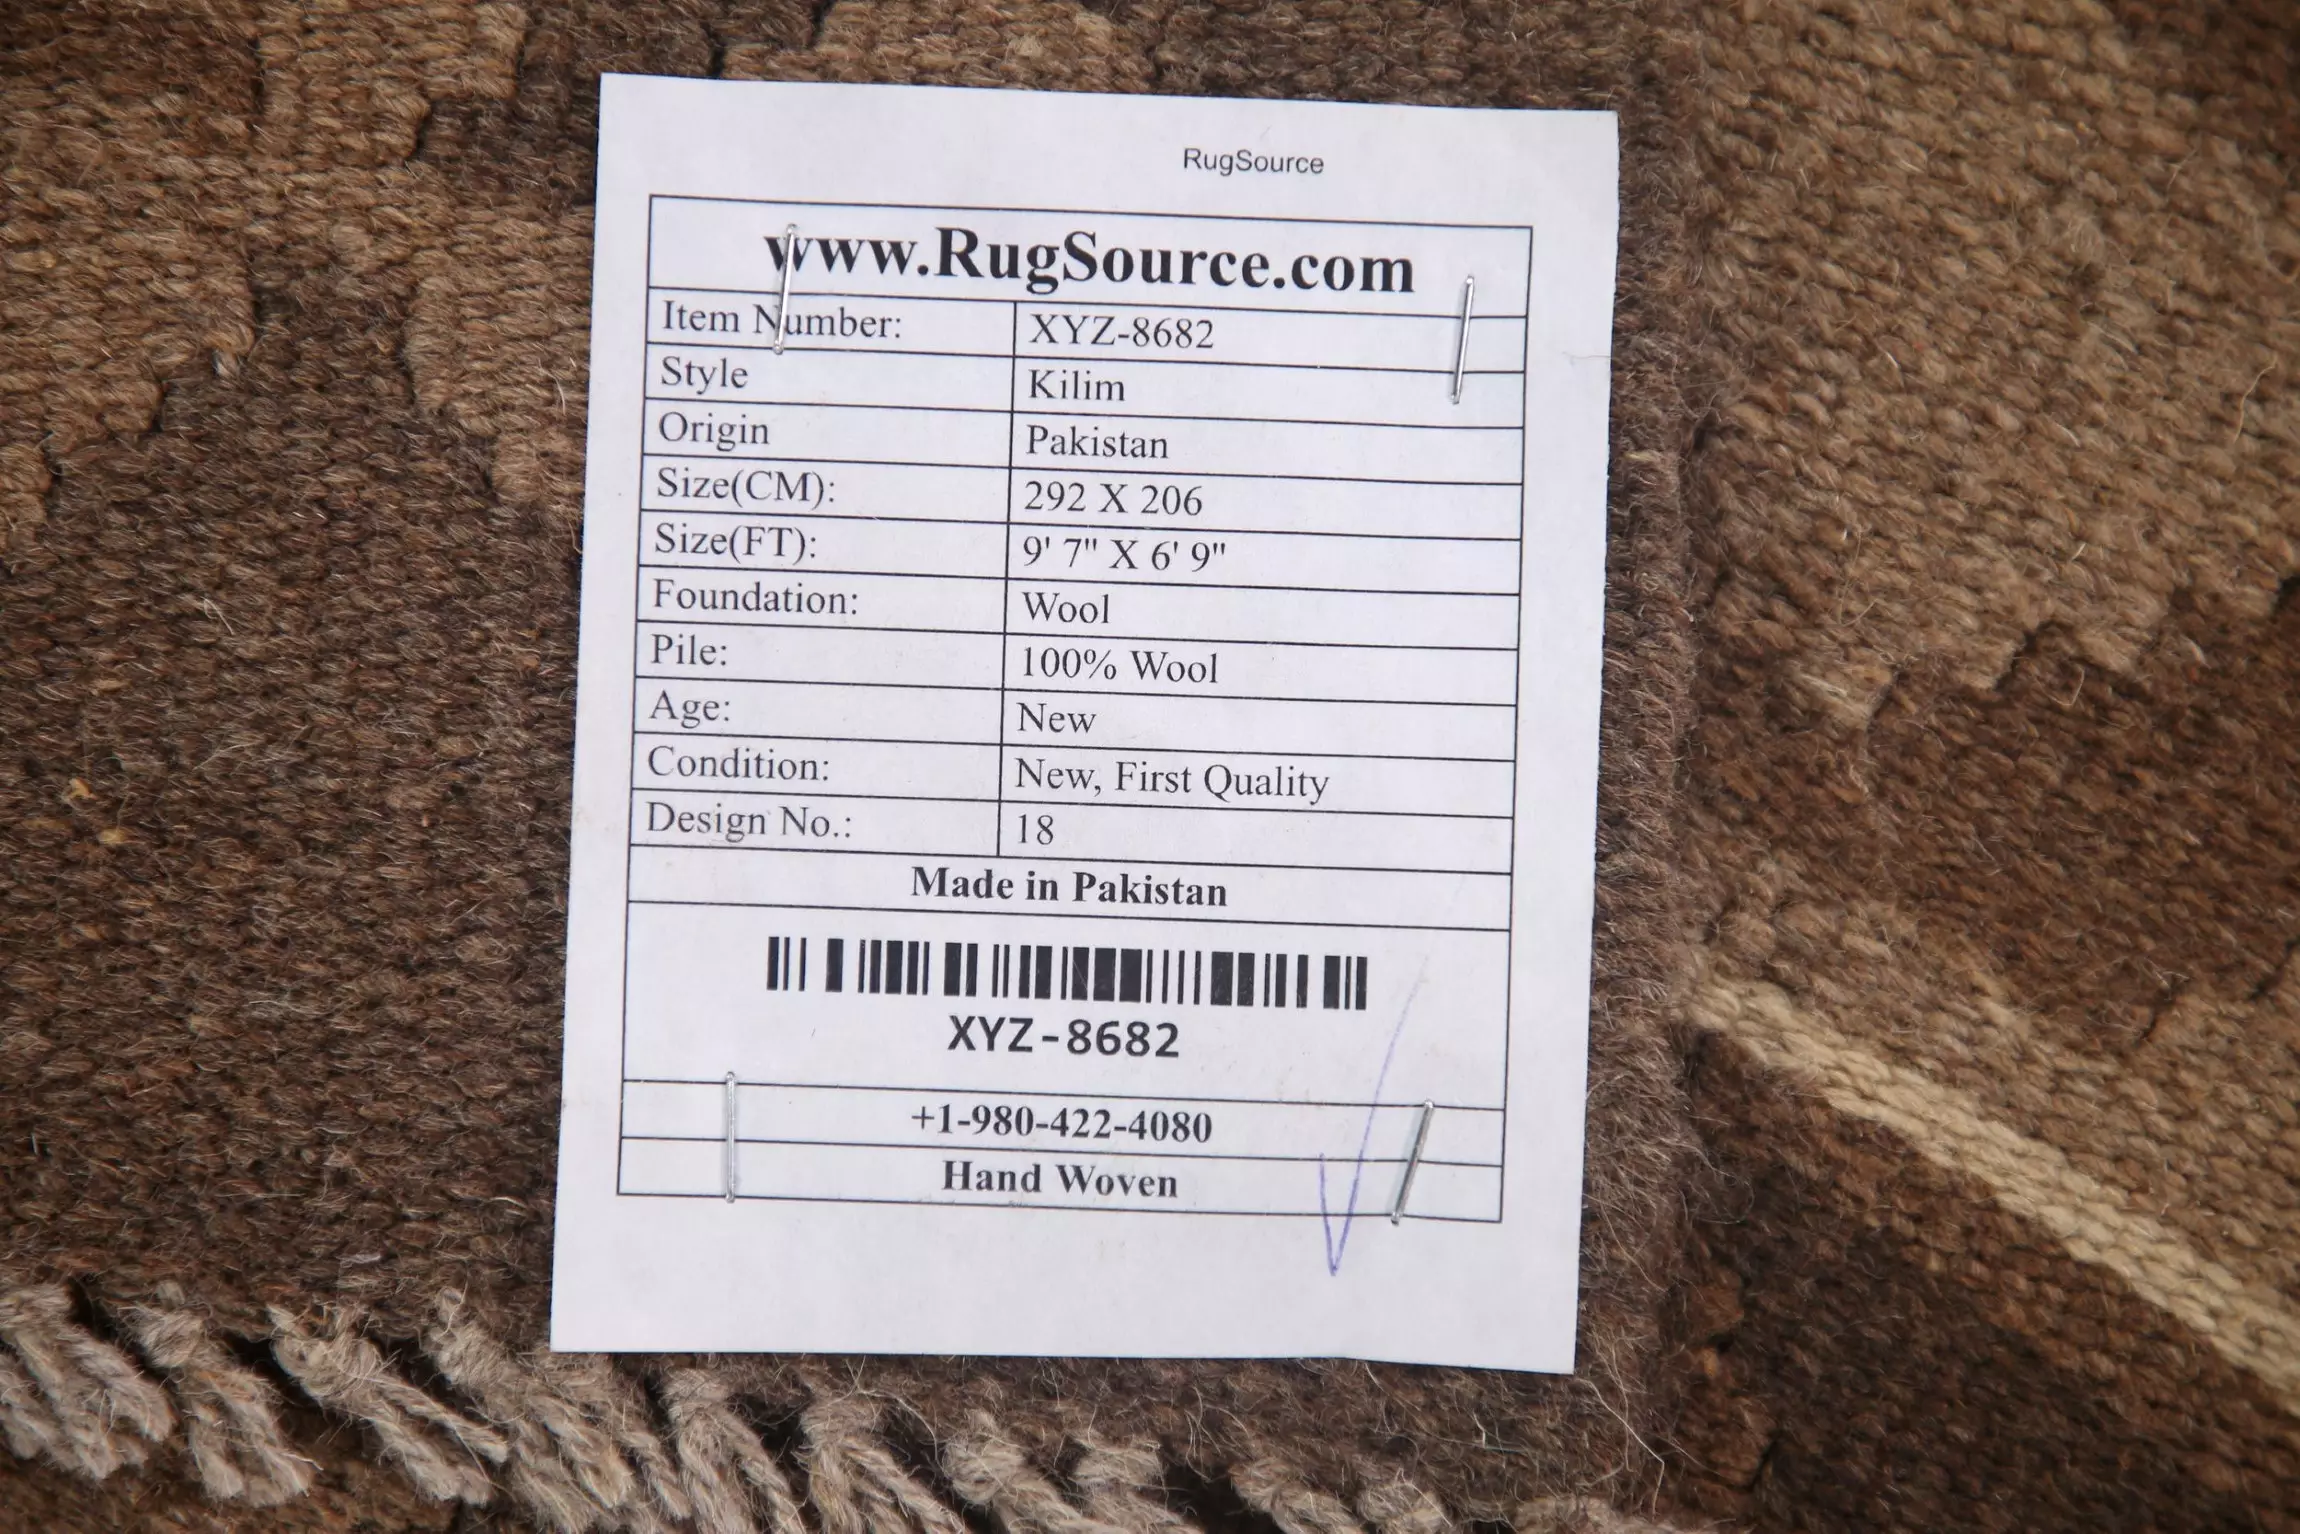 RugSource
www.RugSource.com
Item Number: XYZ-8682
Style Kilim
Origin Pakistan
Size(CM): 292 X 206
Size(FT): 9' 7" X 6' 9"
Foundation: Wool
Pile: 100% Wool
Age: New
Condition: New, First Quality
Design No.: 18
Made in Pakistan
XYZ-8682
+1-980-422-4080
Hand Woven